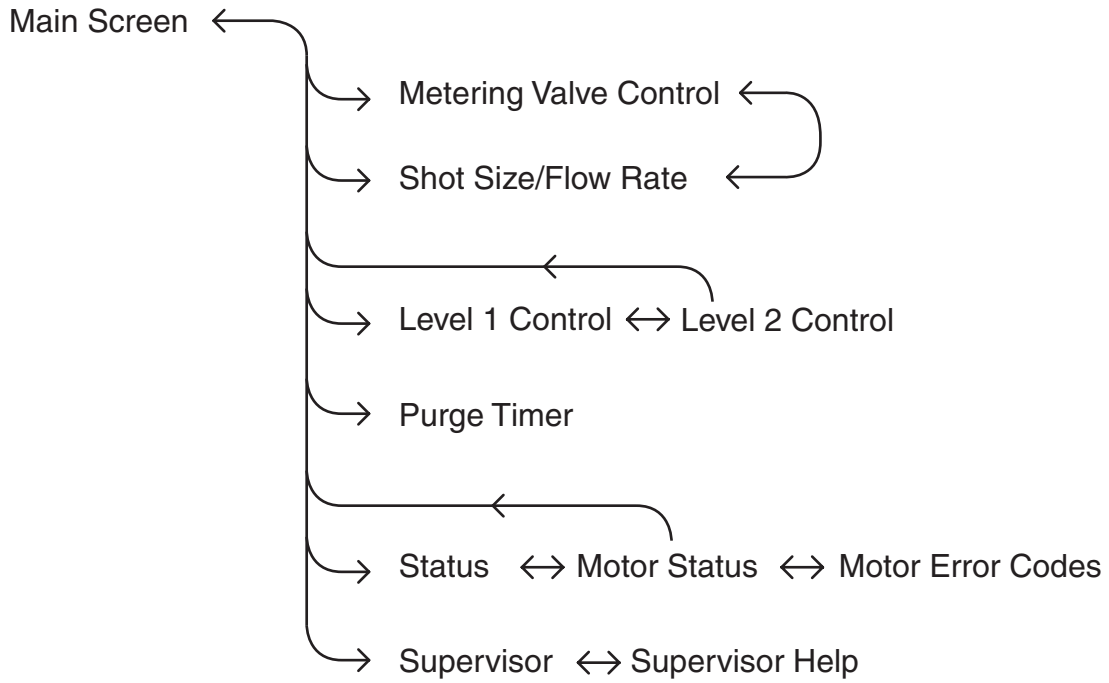 Main Screen
Metering Valve Control
Shot Size/Flow Rate
Level 1 Control
Level 2 Control
Purge Timer
Status
Motor Status
Motor Error Codes
Supervisor
Supervisor Help